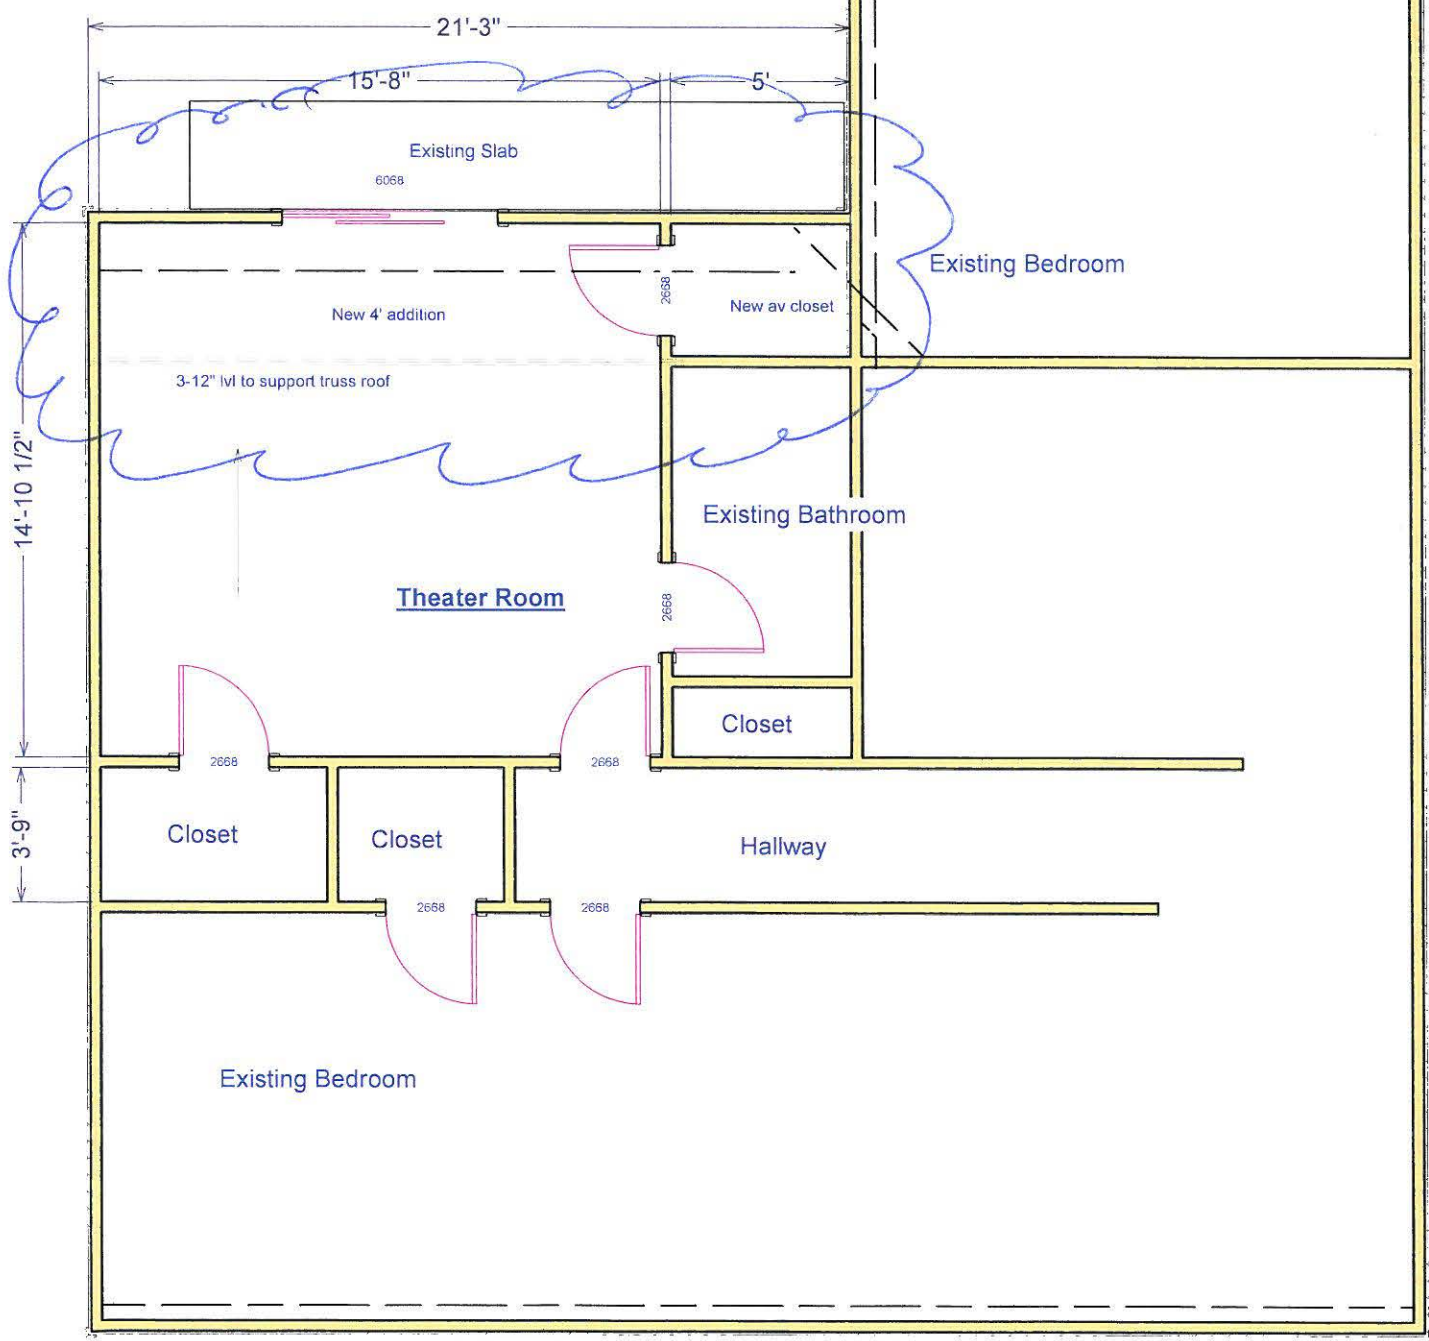 21'-3"
15'-8"
5'
Existing Slab
6068
Existing Bedroom
2668
New av closet
New 4' addition
3-12" lvl to support truss roof
14'-10 1/2"
Existing Bathroom
Theater Room
2668
Closet
2668
2668
3'-9"
Closet
Closet
Hallway
2668
2668
Existing Bedroom